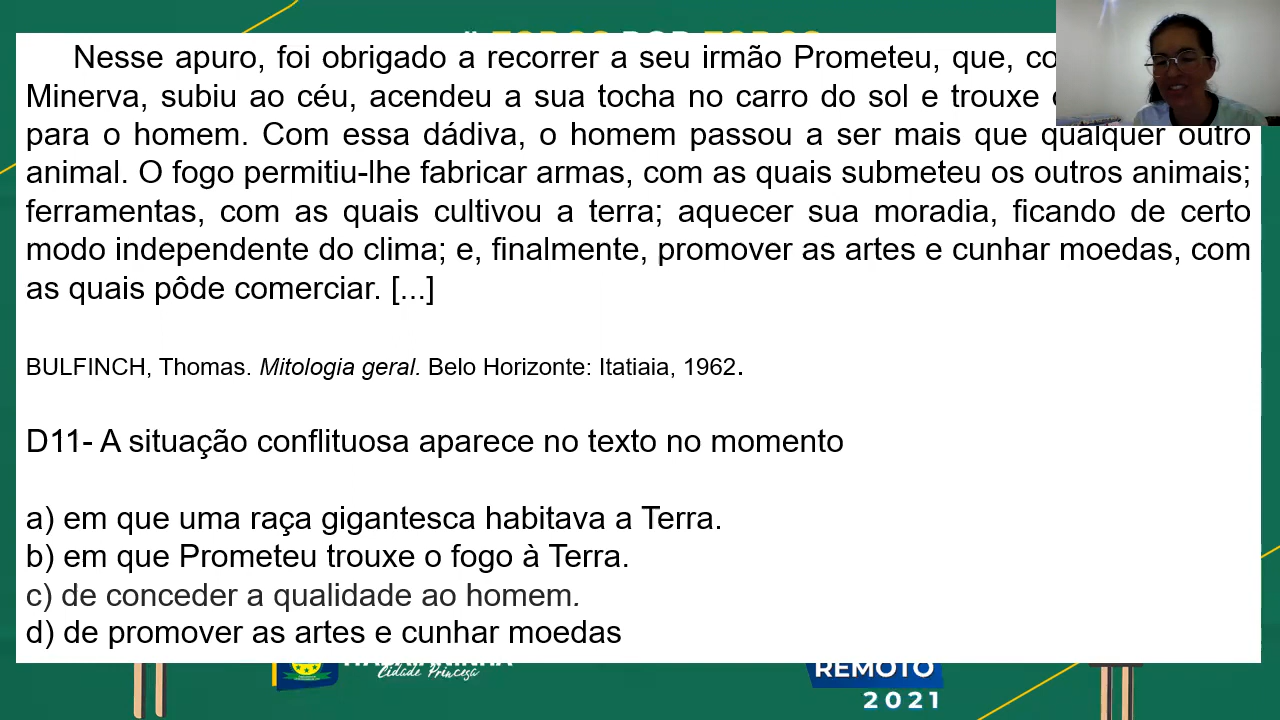 # TODOS POR TODOS
Nesse apuro, foi obrigado a recorrer a seu irmão Prometeu, que,
Minerva, subiu ao céu, acendeu a sua tocha no carro do sol e trouxe
para o homem. Com essa dádiva, o homem passou a ser mais que qualquer outro
animal. O fogo permitiu-lhe fabricar armas, com as quais submeteu os outros animais;
ferramentas, com as quais cultivou a terra; aquecer sua moradia, ficando de certo
modo independente do clima; e, finalmente, promover as artes e cunhar moedas, com
as quais pôde comerciar. [...]
BULFINCH, Thomas. Mitologia geral. Belo Horizonte: Itatiaia, 1962.
D11- A situação conflituosa aparece no texto no momento
a) em que uma raça gigantesca habitava a Terra.
b) em que Prometeu trouxe o fogo à Terra.
c) de conceder a qualidade ao homem.
d) de promover as artes e cunhar moedas
Cidade Princesa
REMOTO
2021